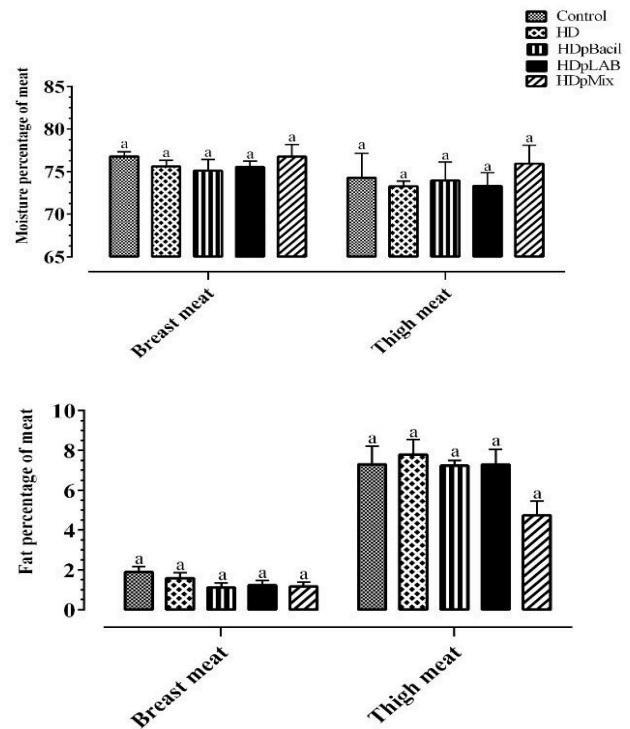 Control
HD
HDpBacil
HDpLAB
HDpMix
Moisture percentage of meat
85
80
75
70
65
a a a a a a a a a a
Breast meat Thigh meat
Fat percentage of meat
10
8
6
4
2
0
a a a a a a a a a a
Breast meat Thigh meat